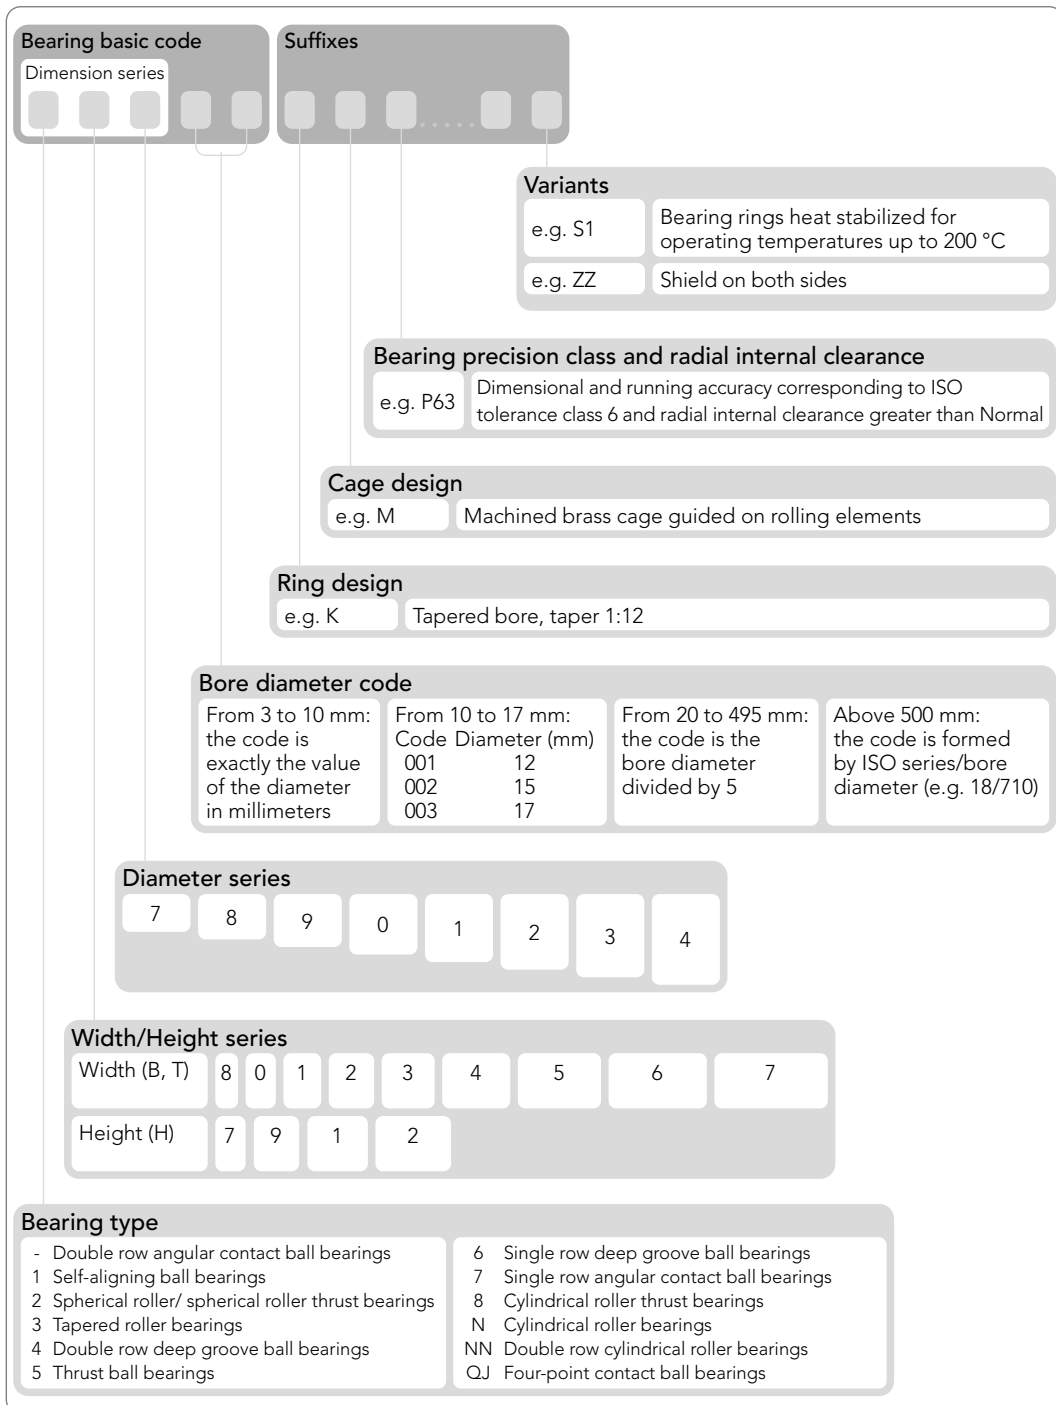 Bearing basic code
Suffixes
Dimension series
Variants
e.g. S1
Bearing rings heat stabilized for
operating temperatures up to 200 °C
e.g. ZZ
Shield on both sides
Bearing precision class and radial internal clearance
e.g. P63
Dimensional and running accuracy corresponding to ISO
tolerance class 6 and radial internal clearance greater than Normal
Cage design
e.g. M
Machined brass cage guided on rolling elements
Ring design
e.g. K
Tapered bore, taper 1:12
Bore diameter code
From 3 to 10 mm:
the code is
exactly the value
of the diameter
in millimeters
From 10 to 17 mm:
Code Diameter (mm)
001 12
002 15
003 17
From 20 to 495 mm:
the code is the
bore diameter
divided by 5
Above 500 mm:
the code is formed
by ISO series/bore
diameter (e.g. 18/710)
Diameter series
7 8 9 0 1 2 3 4
Width/Height series
Width (B, T) 8 0 1 2 3 4 5 6 7
Height (H) 7 9 1 2
Bearing type
- Double row angular contact ball bearings
1 Self-aligning ball bearings
2 Spherical roller/ spherical roller thrust bearings
3 Tapered roller bearings
4 Double row deep groove ball bearings
5 Thrust ball bearings
6 Single row deep groove ball bearings
7 Single row angular contact ball bearings
8 Cylindrical roller thrust bearings
N Cylindrical roller bearings
NN Double row cylindrical roller bearings
QJ Four-point contact ball bearings